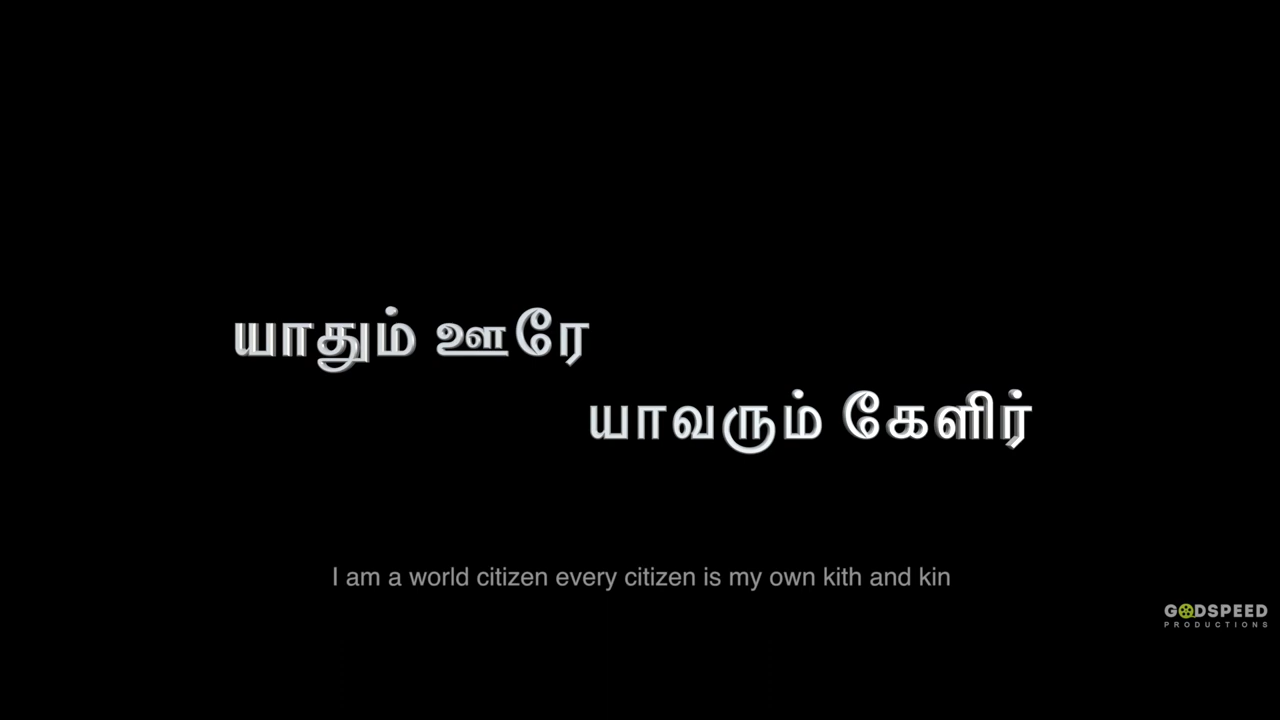 யாதும் ஊரே
யாவரும் கேளிர்
I am a world citizen every citizen is my own kith and kin
GODSPEED
PRODUCTIONS